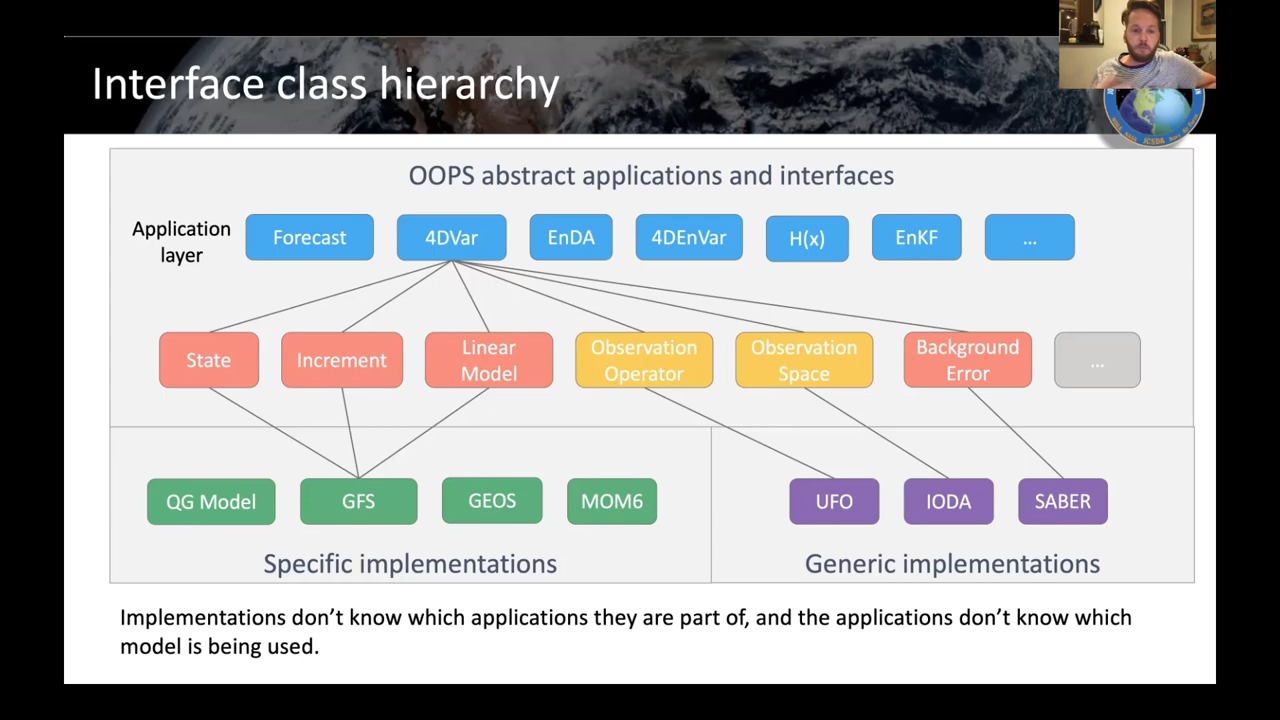 Interface class hierarchy
JCSDA
OOPS abstract applications and interfaces
Application
layer
Forecast
4DVar
EnDA
4DEnVar
H(x)
EnKF
...
State
Increment
Linear
Model
Observation
Operator
Observation
Space
Background
Error
...
QG Model
GFS
GEOS
MOM6
UFO
IODA
SABER
Specific implementations
Generic implementations
Implementations don't know which applications they are part of, and the applications don't know which
model is being used.